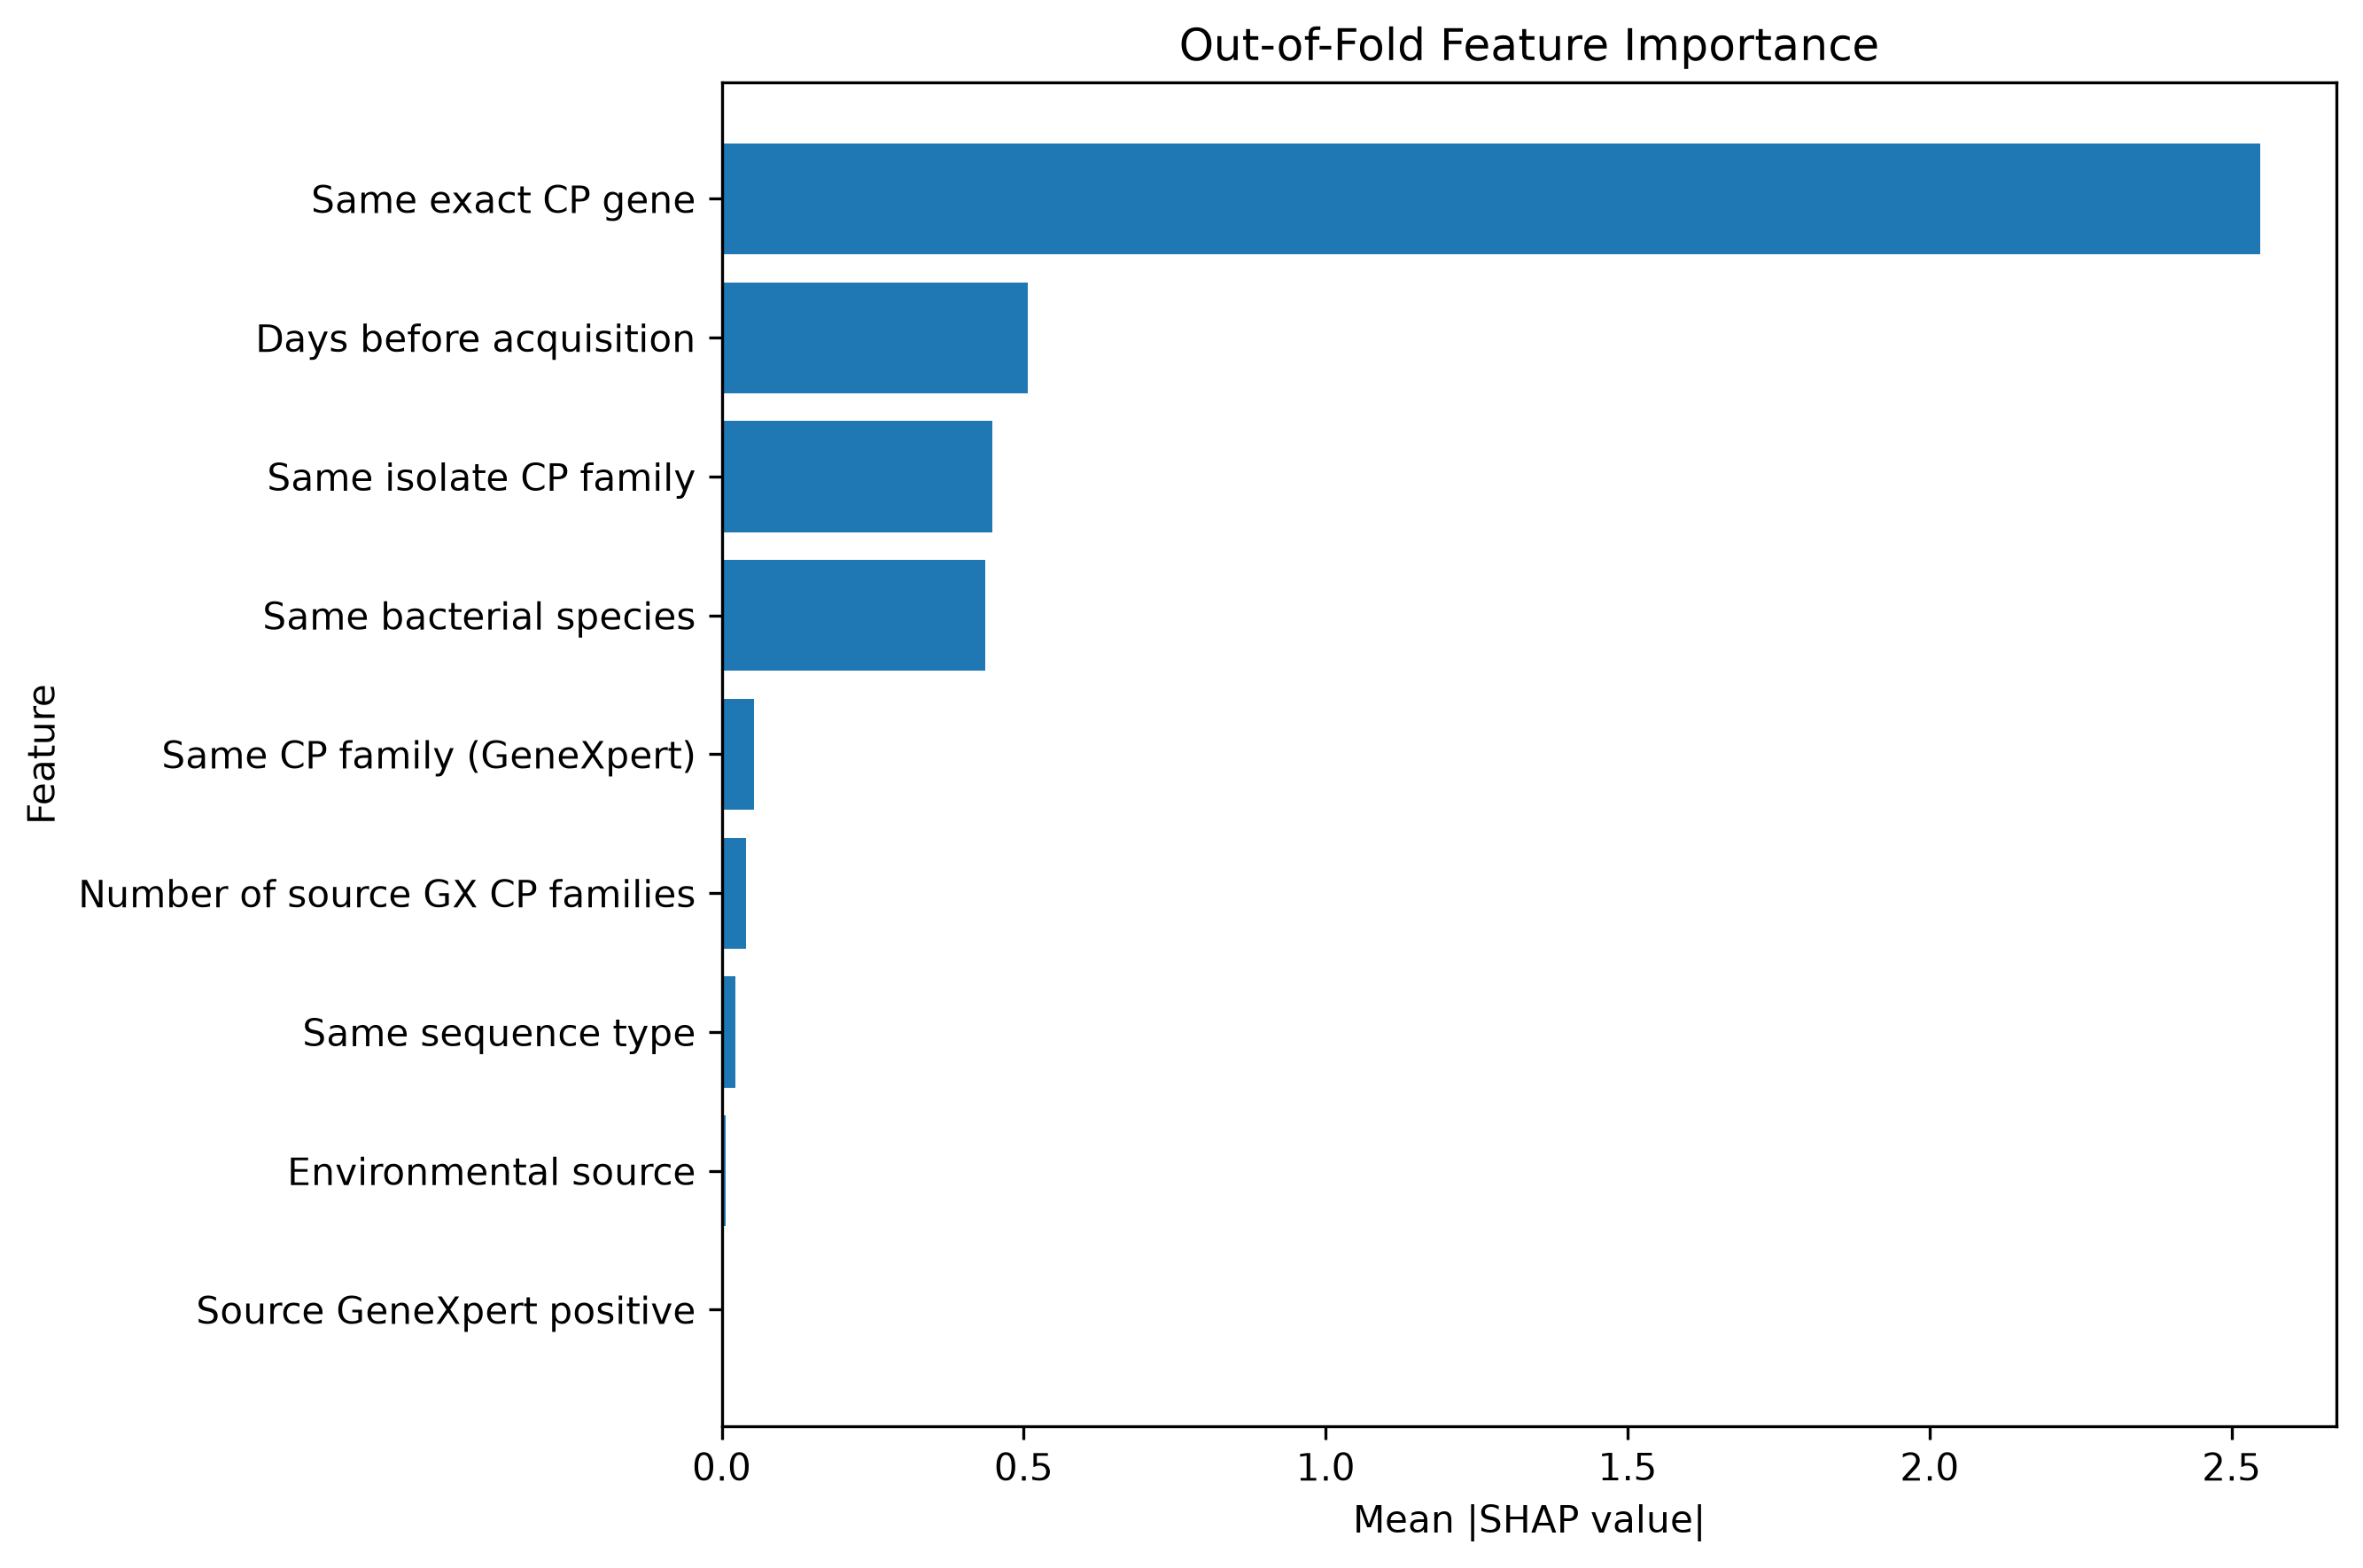 Out-of-Fold Feature Importance
Feature
Same exact CP gene
Days before acquisition
Same isolate CP family
Same bacterial species
Same CP family (GeneXpert)
Number of source GX CP families
Same sequence type
Environmental source
Source GeneXpert positive
0.0 0.5 1.0 1.5 2.0 2.5
Mean |SHAP value|